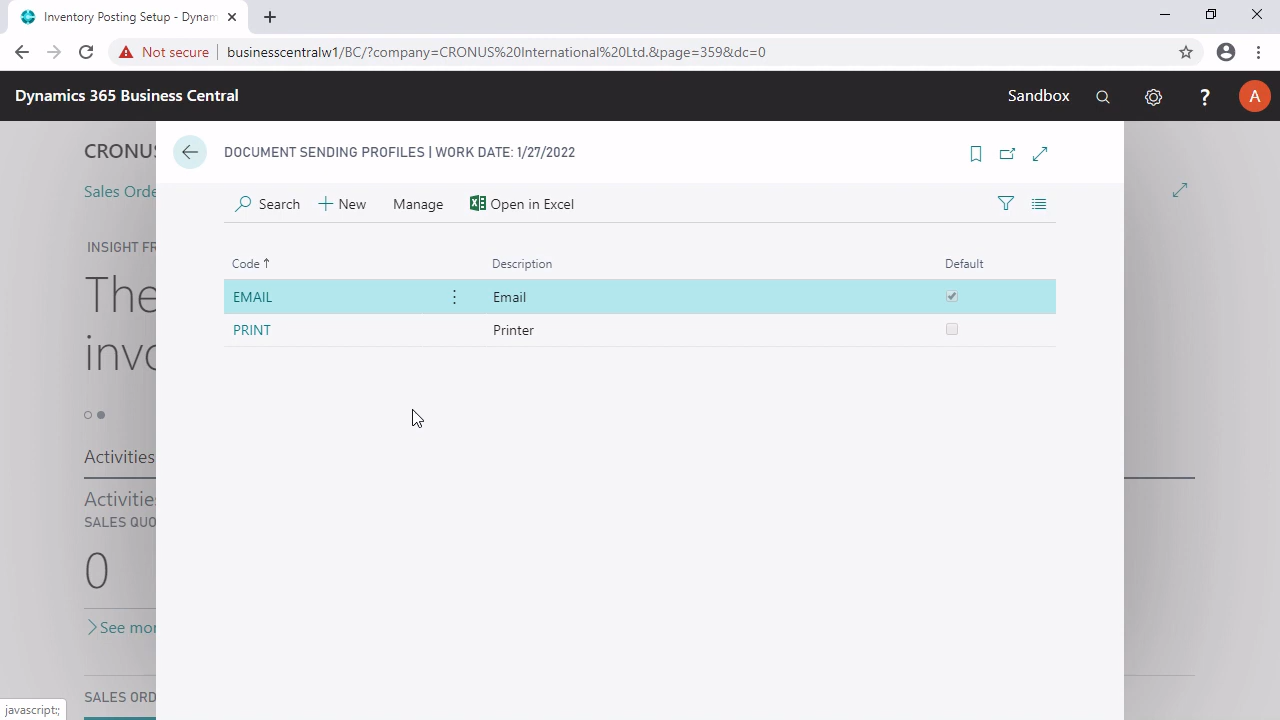 Inventory Posting Setup - Dynam
Not secure
businesscentralw1/BC/?company=CRONUS%20International%20Ltd.&page=359&dc=0
Dynamics 365 Business Central
Sandbox
?
A
CRONUS
Sales Orde
DOCUMENT SENDING PROFILES | WORK DATE: 1/27/2022
Search
New
Manage
Open in Excel
INSIGHT FR
The
invo
Code ↑
Description
Default
EMAIL
Email
PRINT
Printer
Activities
Activitie
SALES QUO
0
See mor
SALES ORD
javascript:;